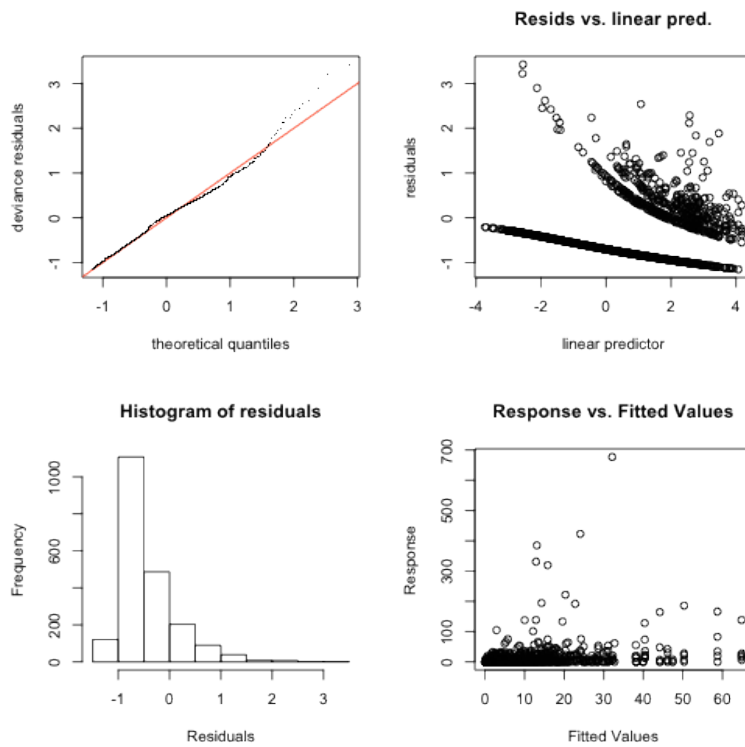 Resids vs. linear pred.
deviance residuals
-1 0 1 2 3
-1 0 1 2 3
theoretical quantiles
residuals
-1 0 1 2 3
-4 -2 0 2 4
linear predictor
Histogram of residuals
Frequency
0 200 600 1000
-1 0 1 2 3
Residuals
Response vs. Fitted Values
Response
0 100 300 500 700
0 10 20 30 40 50 60
Fitted Values